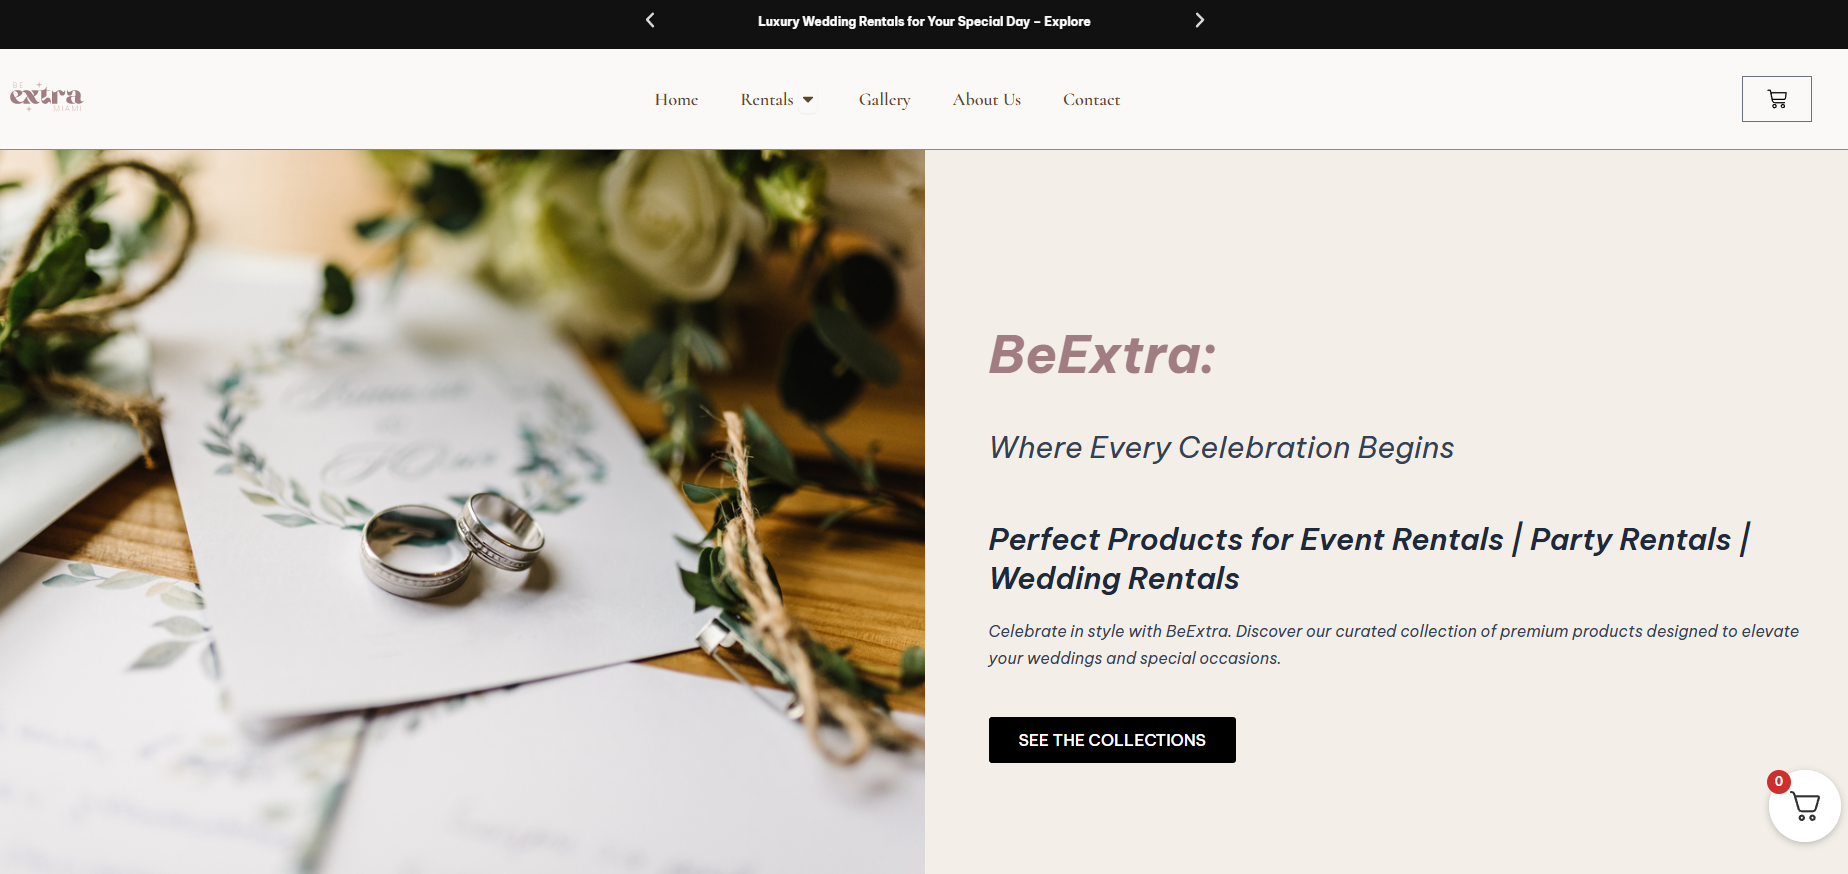 Luxury Wedding Rentals for Your Special Day – Explore
BE
extra
MIAMI
Home
Rentals
Gallery
About Us
Contact
BeExtra:
Where Every Celebration Begins
Perfect Products for Event Rentals | Party Rentals |
Wedding Rentals
Celebrate in style with BeExtra. Discover our curated collection of premium products designed to elevate
your weddings and special occasions.
SEE THE COLLECTIONS
0